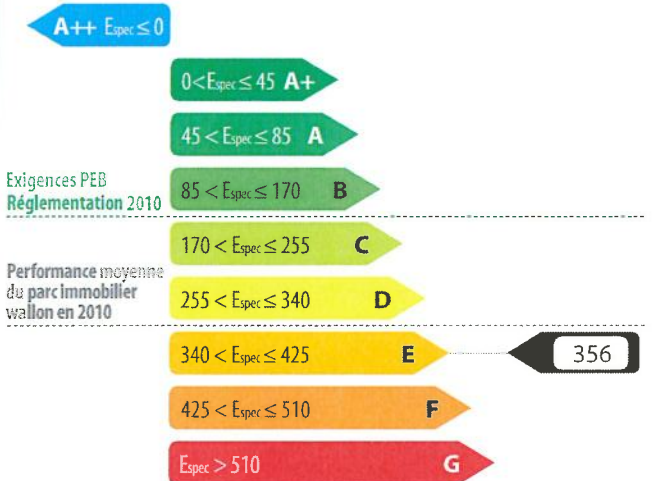 A++ Espec ≤ 0
0 < Espec ≤ 45 A+
45 < Espec ≤ 85 A
Exigences PEB
Réglementation 2010
85 < Espec ≤ 170 B
170 < Espec ≤ 255 C
Performance moyenne
du parc immobilier
wallon en 2010
255 < Espec ≤ 340 D
340 < Espec ≤ 425 E
356
425 < Espec ≤ 510 F
Espec > 510 G